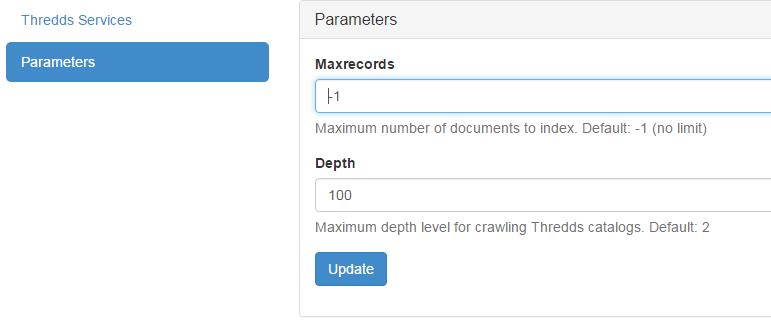 Thredds Services
Parameters
Parameters
Maxrecords
-1
Maximum number of documents to index. Default: -1 (no limit)
Depth
100
Maximum depth level for crawling Thredds catalogs. Default: 2
Update